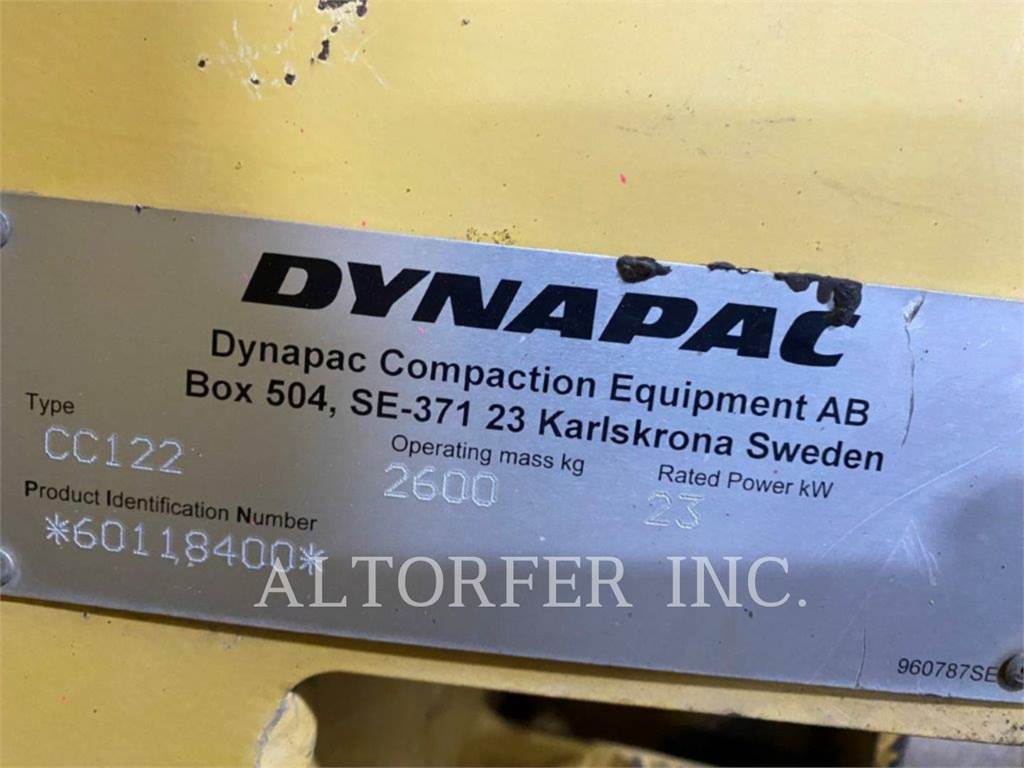 DYNAPAC
Dynapac Compaction Equipment AB
Box 504, SE-371 23 Karlskrona Sweden
Type
CC122
Operating mass kg
2600
Rated Power kW
23
Product Identification Number
*60118400*
ALTORFER INC.
960787SE